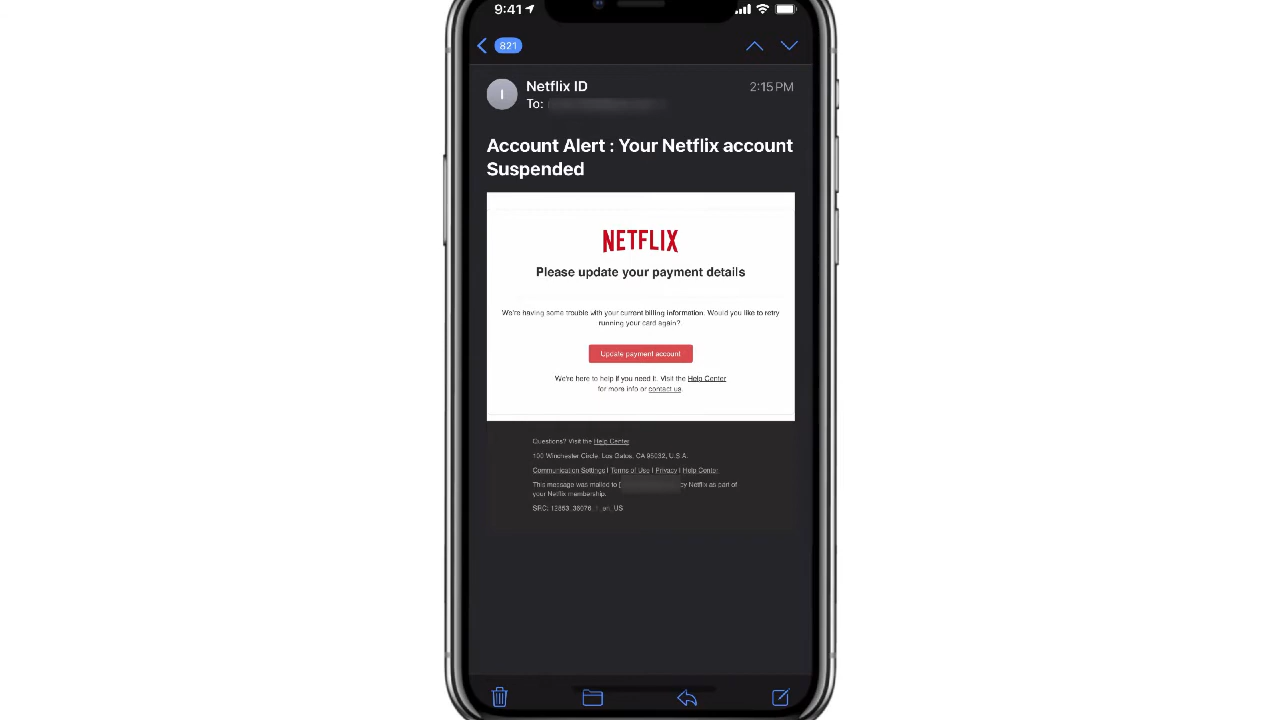 9:41
821
Netflix ID
2:15 PM
To:
I
Account Alert : Your Netflix account
Suspended
NETFLIX
Please update your payment details
We're having some trouble with your current billing information. Would you like to retry
running your card again?
Update payment account
We're here to help if you need it. Visit the Help Center
for more info or contact us.
Questions? Visit the Help Center
100 Winchester Circle, Los Gatos, CA 95032, U.S.A.
Communication Settings | Terms of Use | Privacy | Help Center
This message was mailed to [ by Netflix as part of
your Netflix membership.
SRC: 12853_36076_ _en_US